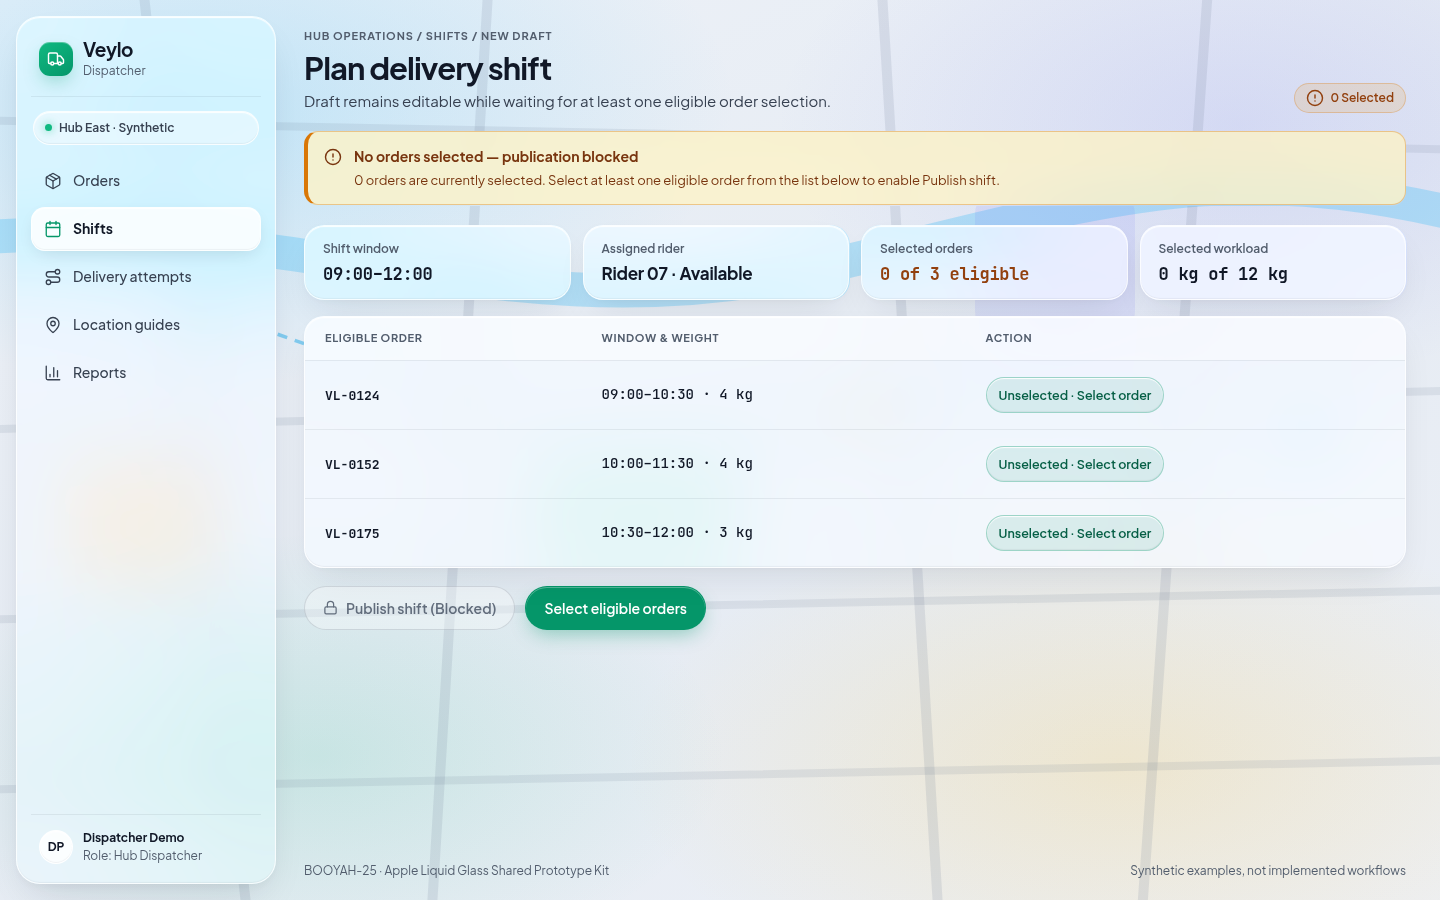 Veylo
Dispatcher
Hub East · Synthetic
Orders
Shifts
Delivery attempts
Location guides
Reports
DP
Dispatcher Demo
Role: Hub Dispatcher
HUB OPERATIONS / SHIFTS / NEW DRAFT
Plan delivery shift
Draft remains editable while waiting for at least one eligible order selection.
0 Selected
No orders selected — publication blocked
0 orders are currently selected. Select at least one eligible order from the list below to enable Publish shift.
Shift window
09:00–12:00
Assigned rider
Rider 07 · Available
Selected orders
0 of 3 eligible
Selected workload
0 kg of 12 kg
ELIGIBLE ORDER WINDOW & WEIGHT ACTION
VL-0124 09:00–10:30 · 4 kg Unselected · Select order
VL-0152 10:00–11:30 · 4 kg Unselected · Select order
VL-0175 10:30–12:00 · 3 kg Unselected · Select order
Publish shift (Blocked) Select eligible orders
BOOYAH-25 · Apple Liquid Glass Shared Prototype Kit
Synthetic examples, not implemented workflows